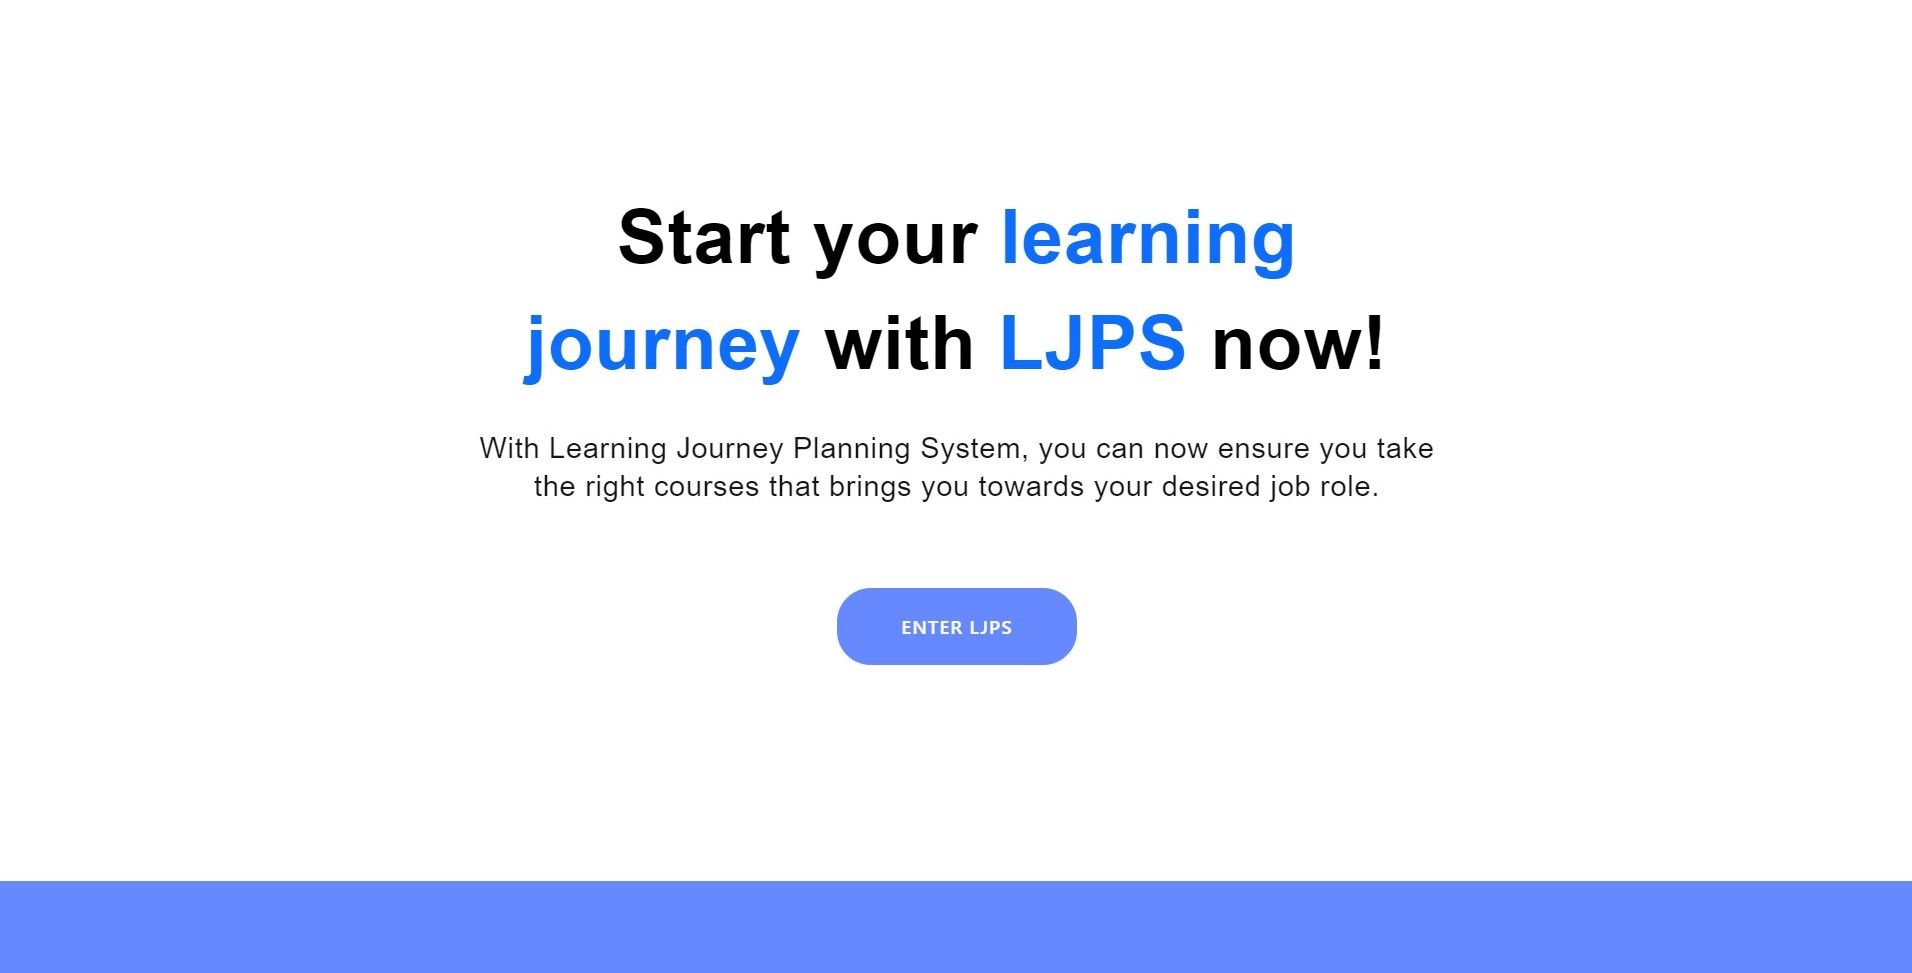 Start your learning
journey with LJPS now!
With Learning Journey Planning System, you can now ensure you take
the right courses that brings you towards your desired job role.
ENTER LJPS